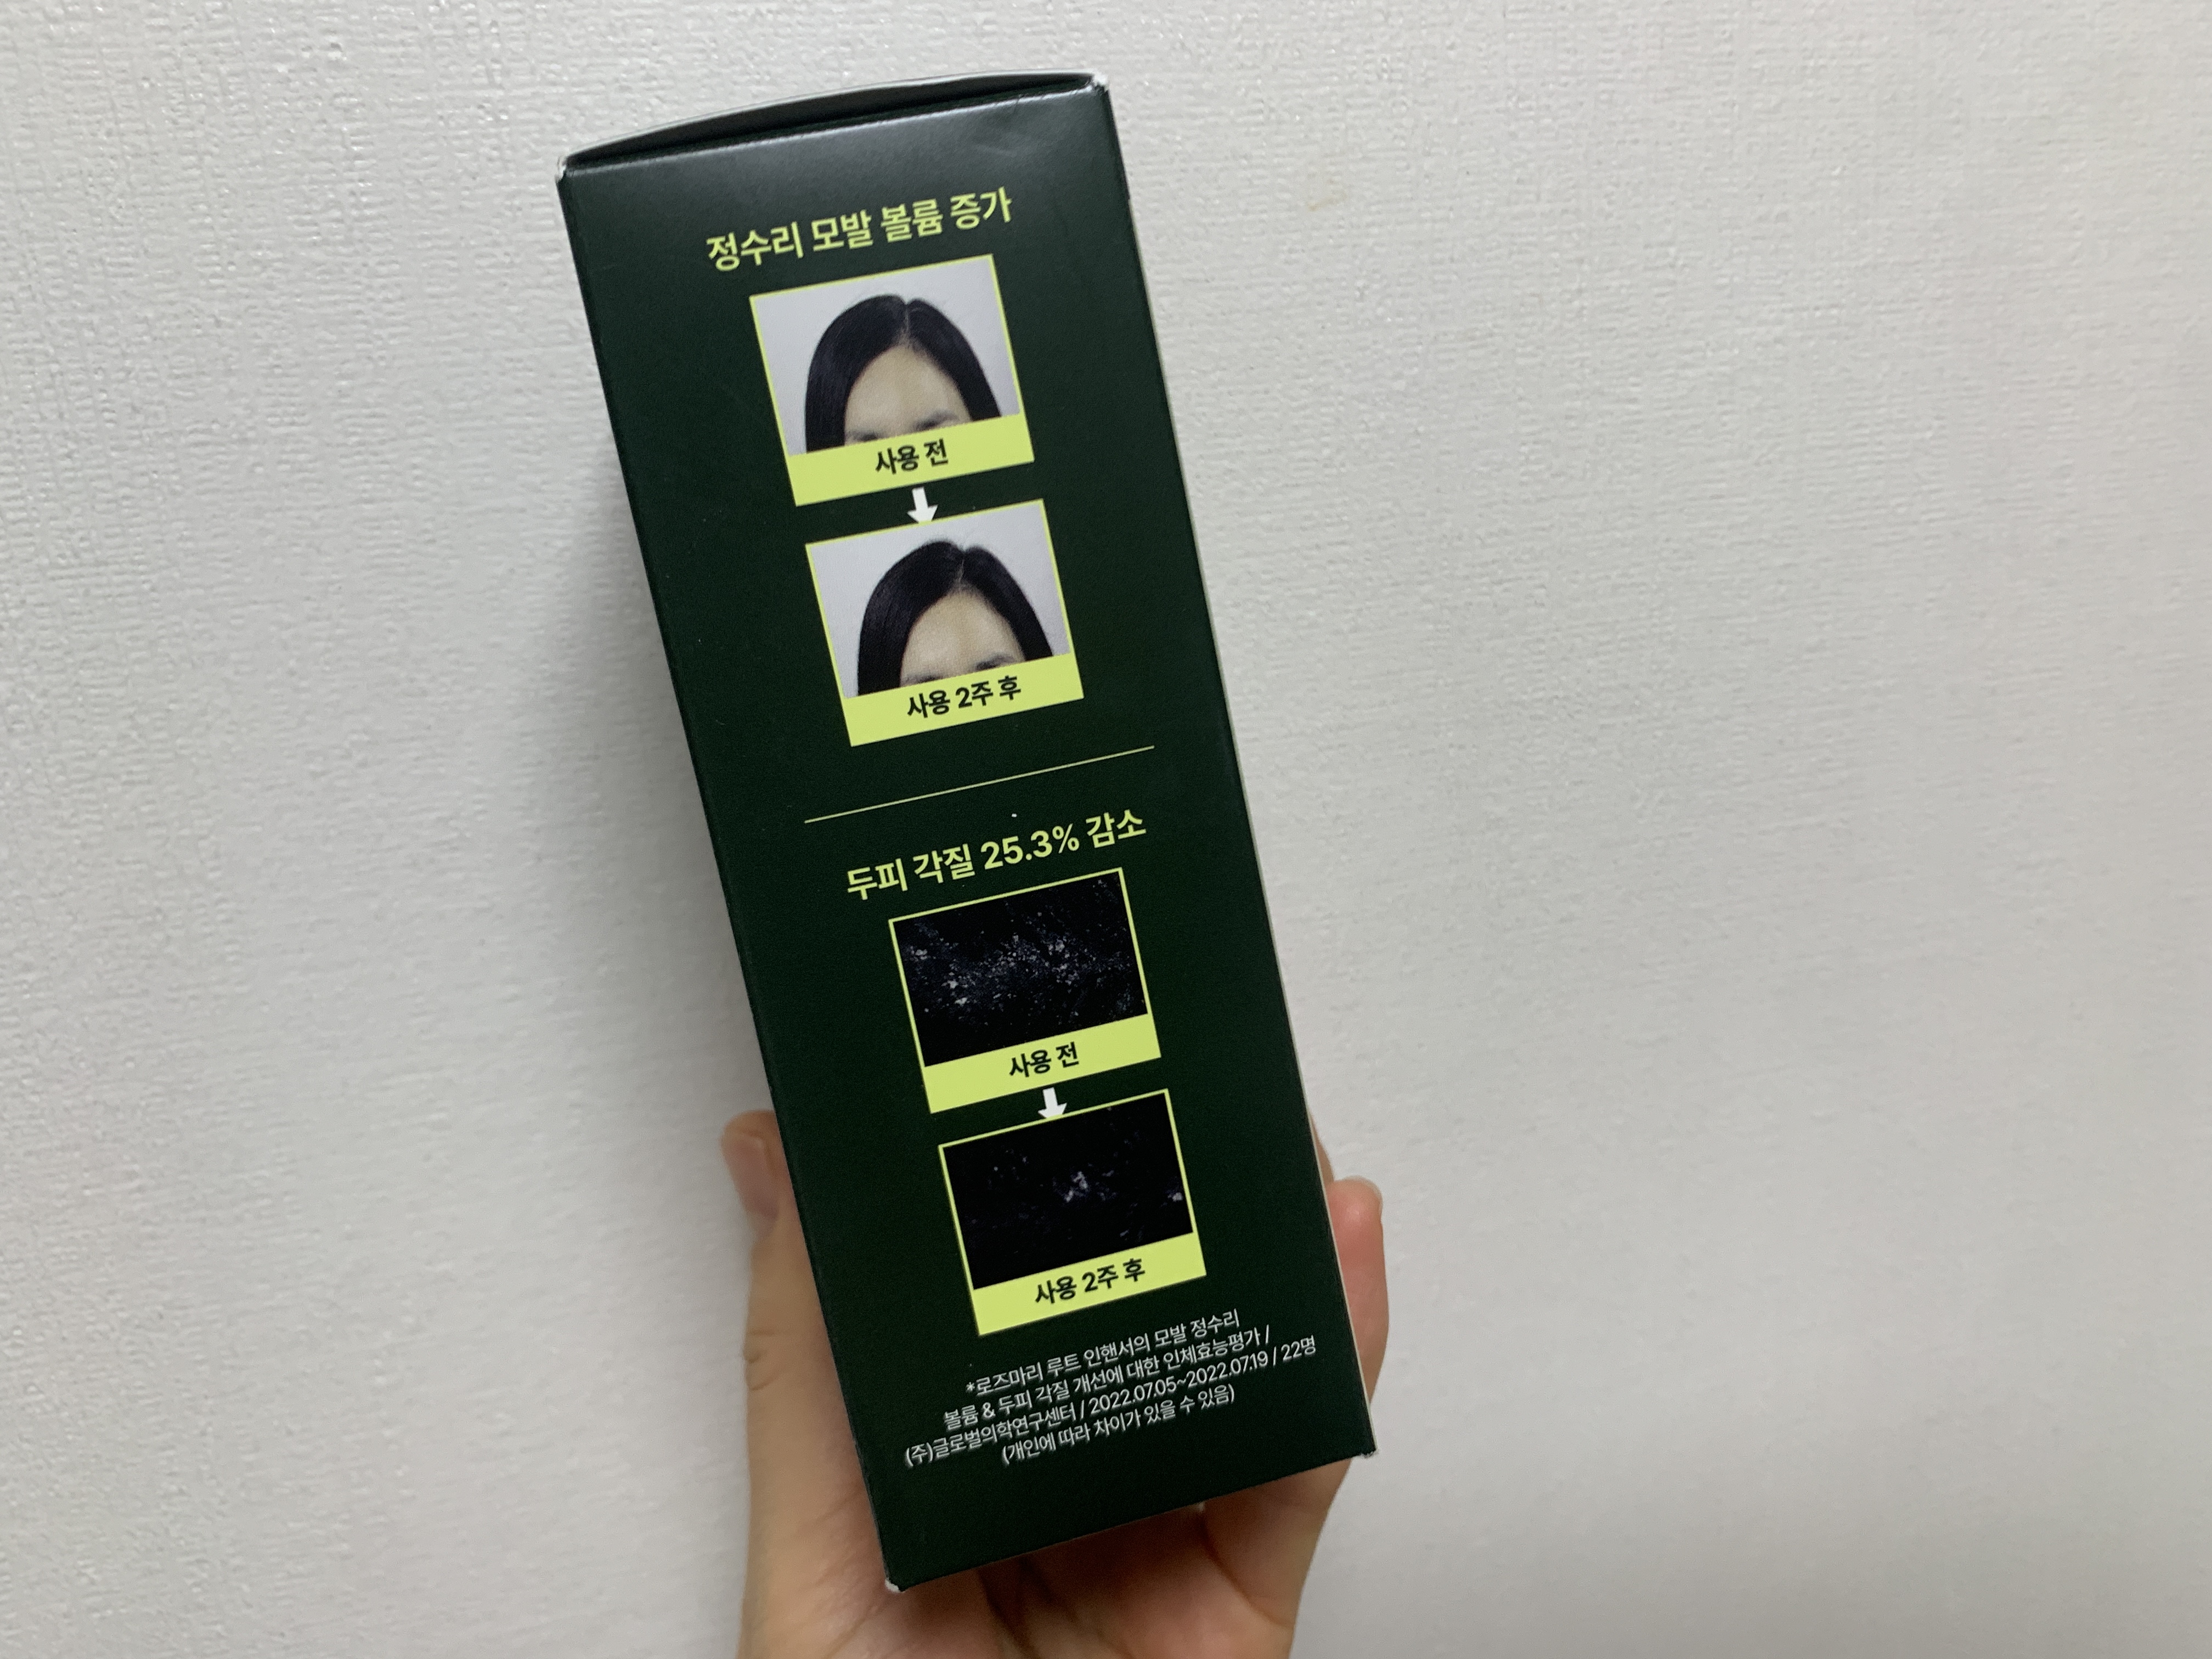 정수리 모발 볼륨 증가
사용 전
사용 2주 후
두피 각질 25.3% 감소
사용 전
사용 2주 후
*로즈마리 루트 인핸서의 모발 정수리
볼륨 & 두피 각질 개선에 대한 인체효능평가 /
(주)글로벌의학연구센터 / 2022.07.05~2022.07.19 / 22명
(개인에 따라 차이가 있을 수 있음)